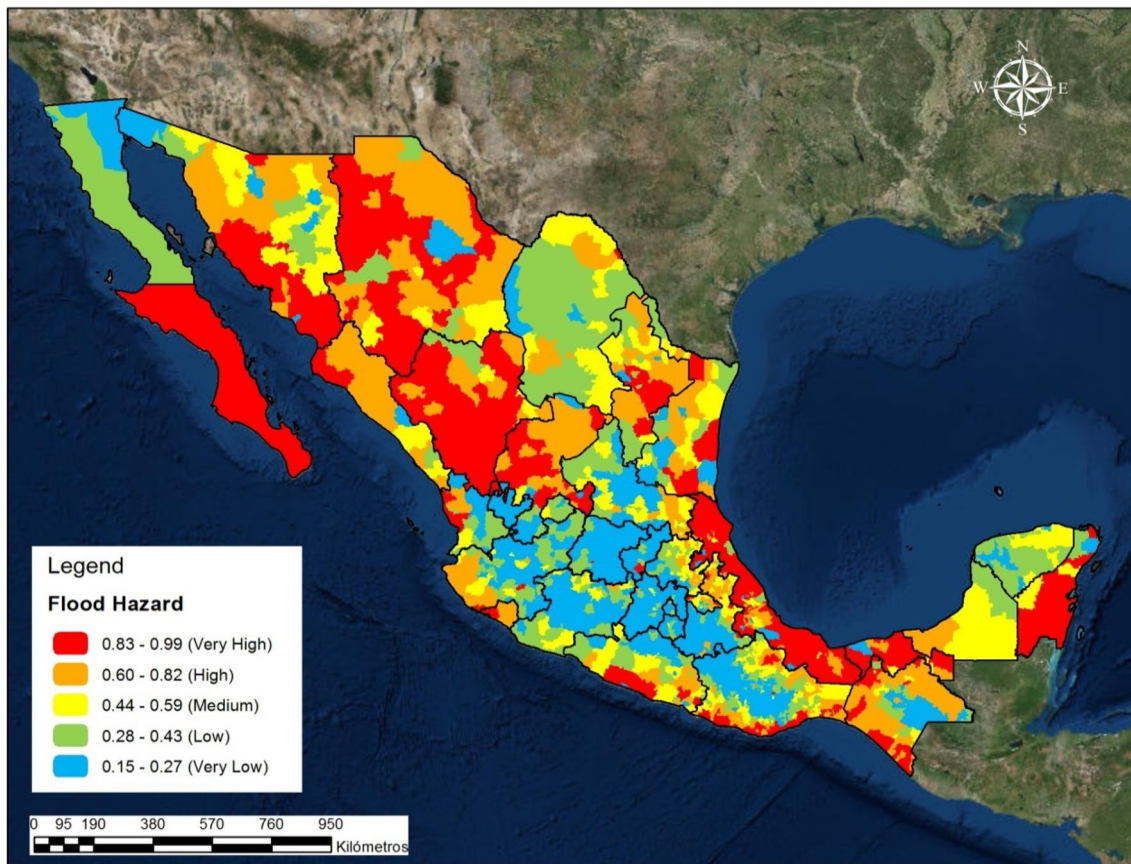 N
W E
S
Legend
Flood Hazard
0.83 - 0.99 (Very High)
0.60 - 0.82 (High)
0.44 - 0.59 (Medium)
0.28 - 0.43 (Low)
0.15 - 0.27 (Very Low)
0 95 190 380 570 760 950
Kilómetros